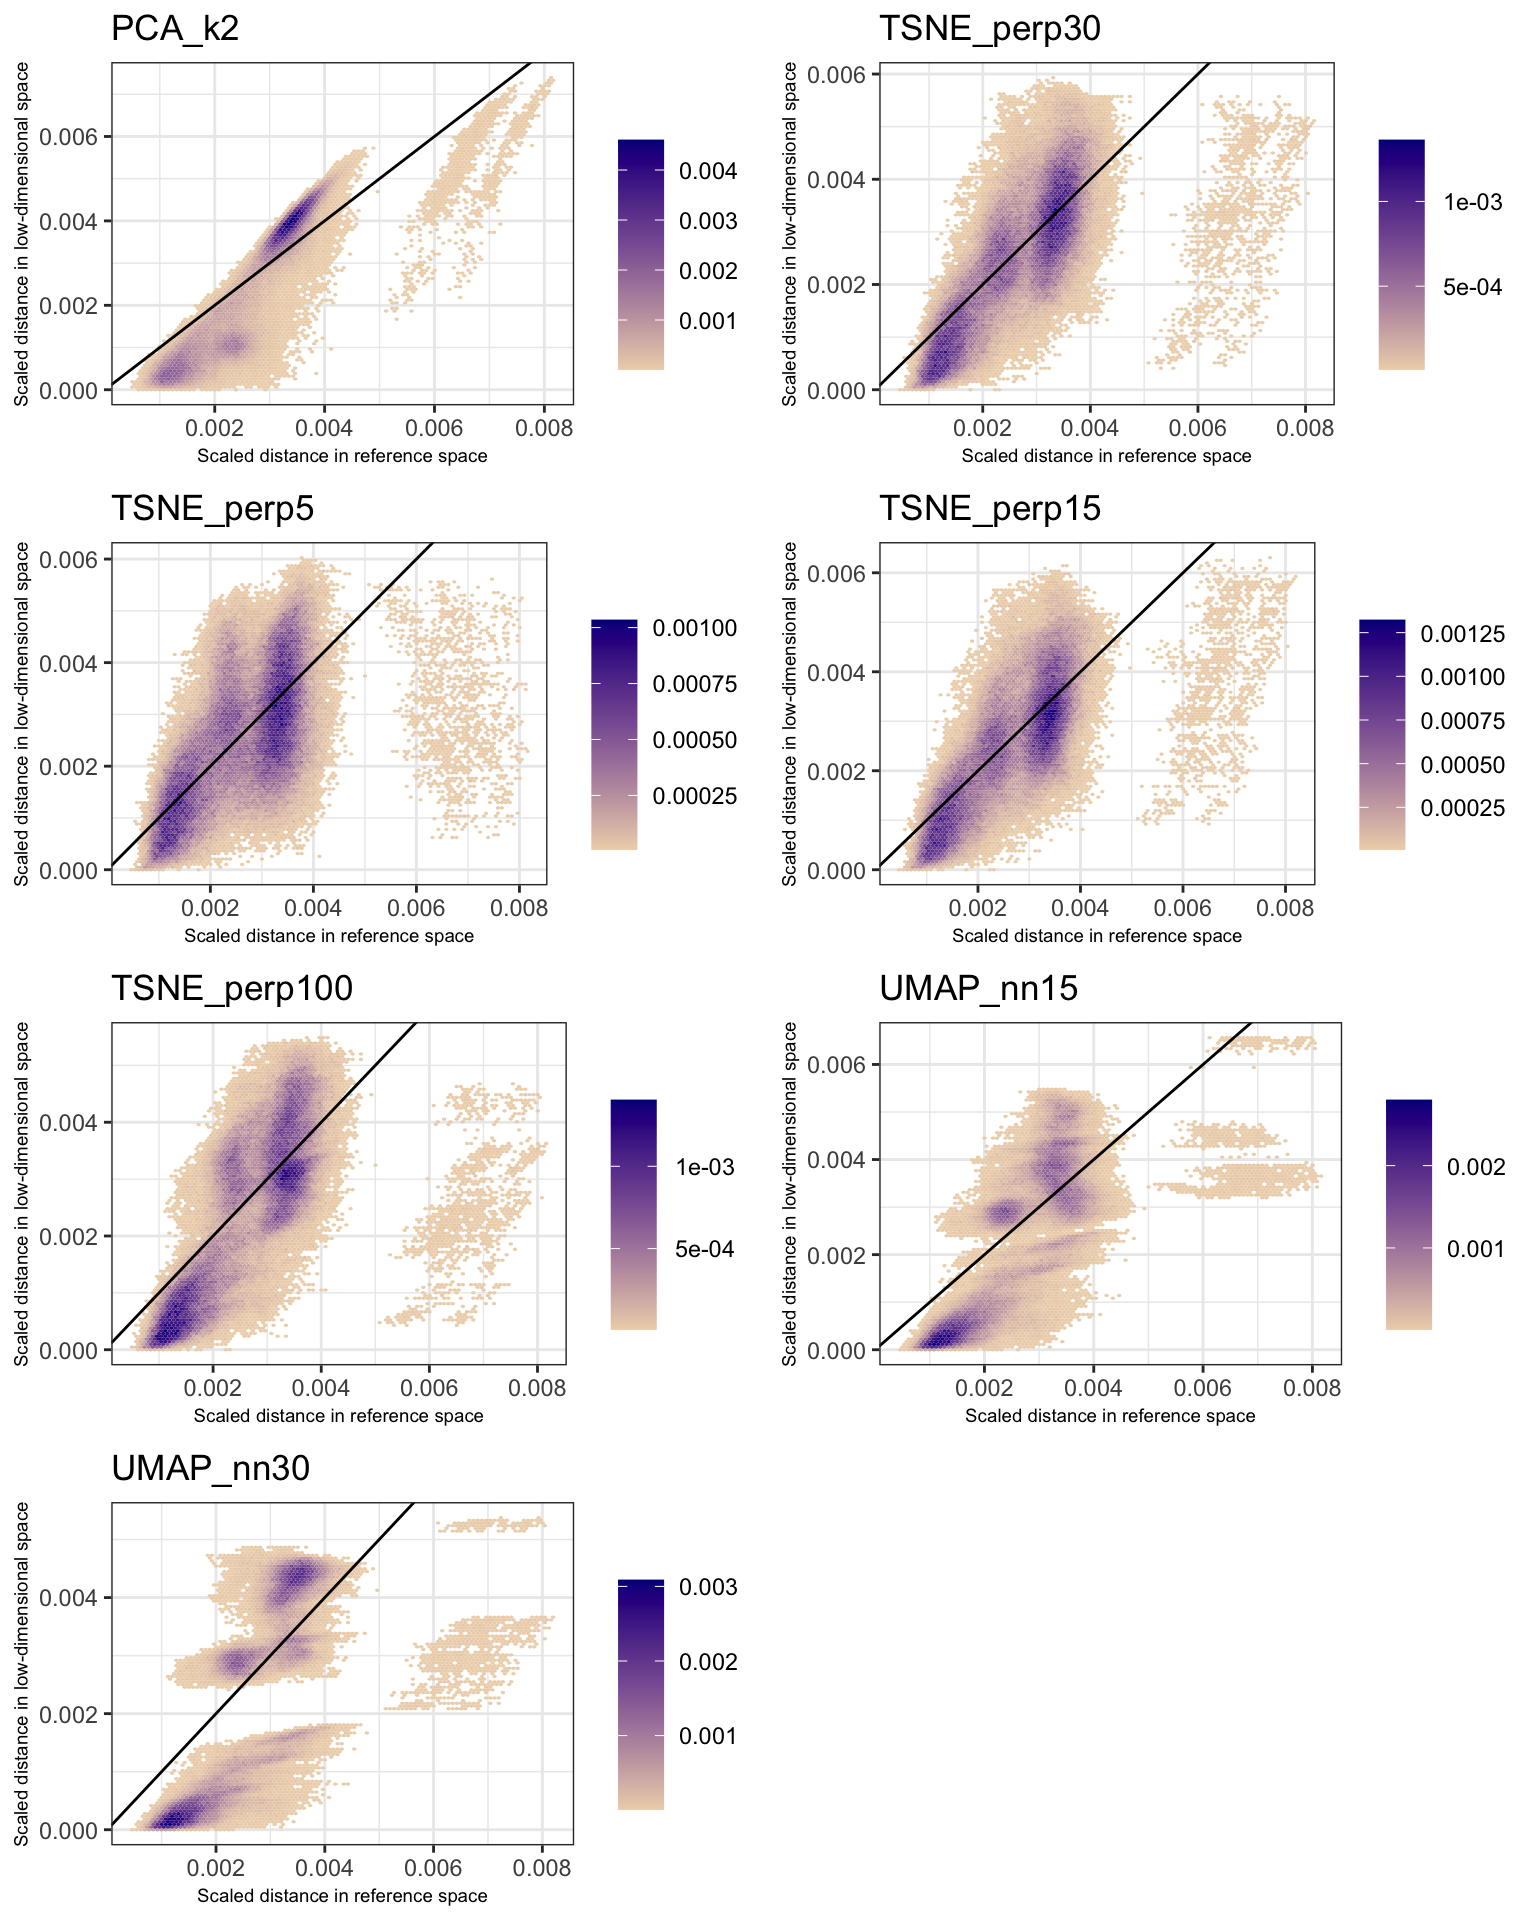 PCA_k2
Scaled distance in low-dimensional space
0.006
0.004
0.002
0.000
0.002 0.004 0.006 0.008
Scaled distance in reference space
0.004
0.003
0.002
0.001
TSNE_perp30
Scaled distance in low-dimensional space
0.006
0.004
0.002
0.000
0.002 0.004 0.006 0.008
Scaled distance in reference space
1e-03
5e-04
TSNE_perp5
Scaled distance in low-dimensional space
0.006
0.004
0.002
0.000
0.002 0.004 0.006 0.008
Scaled distance in reference space
0.00100
0.00075
0.00050
0.00025
TSNE_perp15
Scaled distance in low-dimensional space
0.006
0.004
0.002
0.000
0.002 0.004 0.006 0.008
Scaled distance in reference space
0.00125
0.00100
0.00075
0.00050
0.00025
TSNE_perp100
Scaled distance in low-dimensional space
0.004
0.002
0.000
0.002 0.004 0.006 0.008
Scaled distance in reference space
1e-03
5e-04
UMAP_nn15
Scaled distance in low-dimensional space
0.006
0.004
0.002
0.000
0.002 0.004 0.006 0.008
Scaled distance in reference space
0.002
0.001
UMAP_nn30
Scaled distance in low-dimensional space
0.004
0.002
0.000
0.002 0.004 0.006 0.008
Scaled distance in reference space
0.003
0.002
0.001